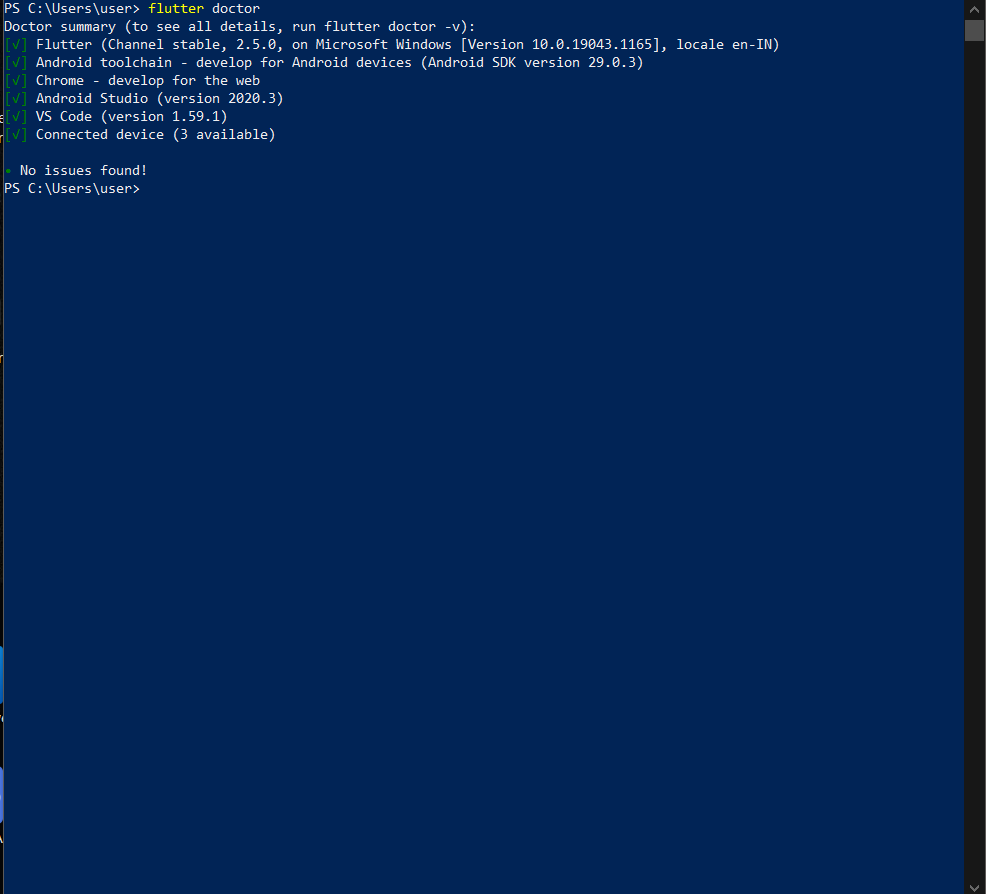 PS C:\Users\user> flutter doctor
Doctor summary (to see all details, run flutter doctor -v):
[√] Flutter (Channel stable, 2.5.0, on Microsoft Windows [Version 10.0.19043.1165], locale en-IN)
[√] Android toolchain - develop for Android devices (Android SDK version 29.0.3)
[√] Chrome - develop for the web
[√] Android Studio (version 2020.3)
[√] VS Code (version 1.59.1)
[√] Connected device (3 available)
• No issues found!
PS C:\Users\user>